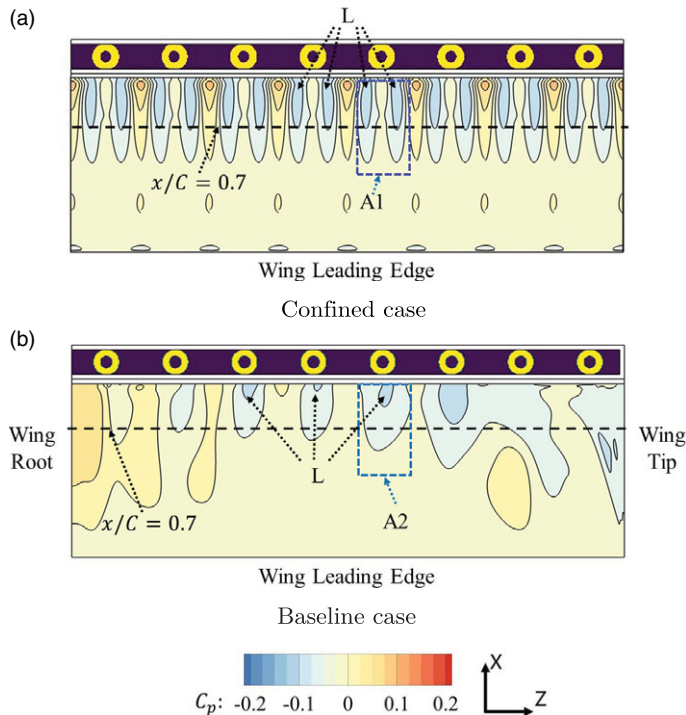 (a)
L
x/C = 0.7
A1
Wing Leading Edge
Confined case
(b)
Wing
Root
Wing
Tip
L
A2
x/C = 0.7
Wing Leading Edge
Baseline case
X
Cp: -0.2 -0.1 0 0.1 0.2
Z